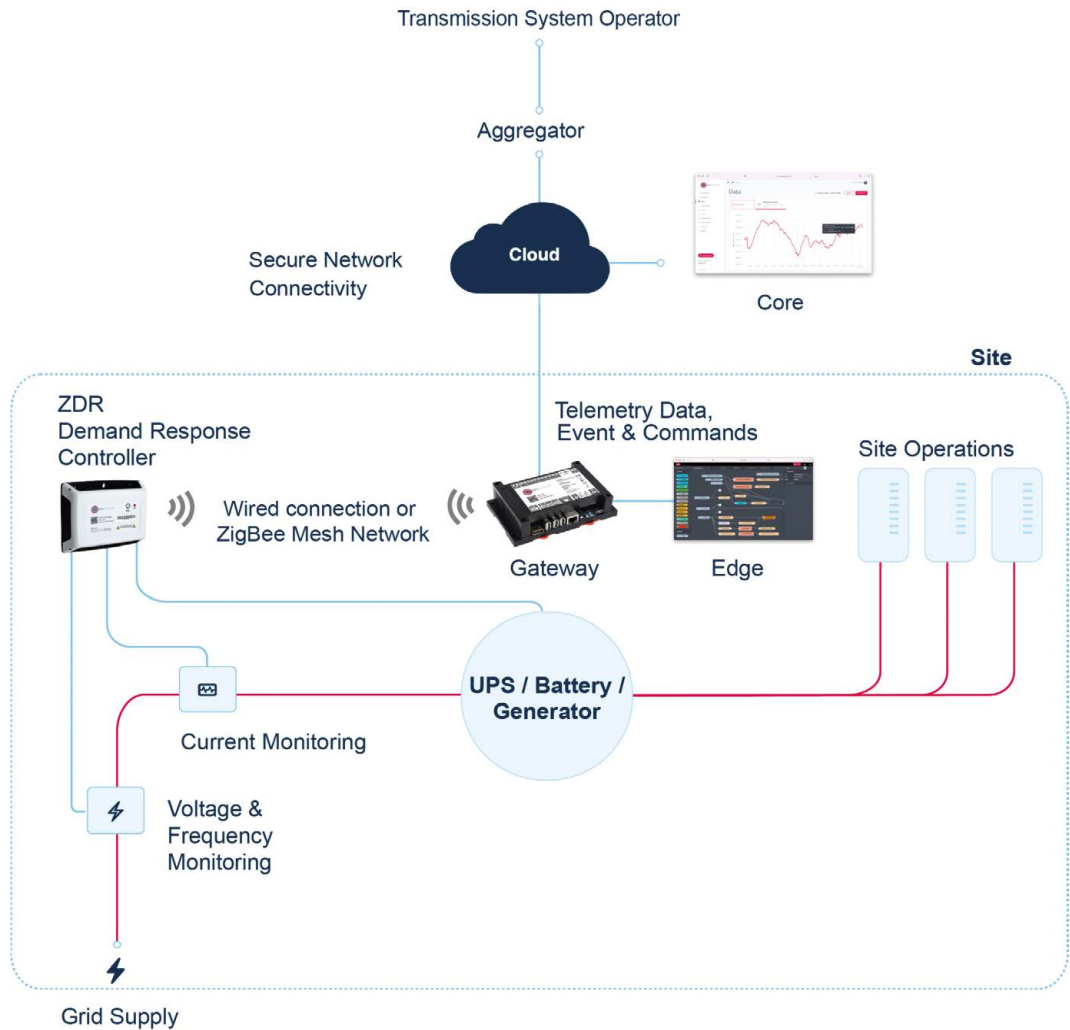 Transmission System Operator
Aggregator
Cloud
Secure Network
Connectivity
Data
Core
Site
ZDR
Demand Response
Controller
Telemetry Data,
Event & Commands
Site Operations
Wired connection or
ZigBee Mesh Network
Gateway
Edge
UPS / Battery /
Generator
Current Monitoring
Voltage &
Frequency
Monitoring
Grid Supply